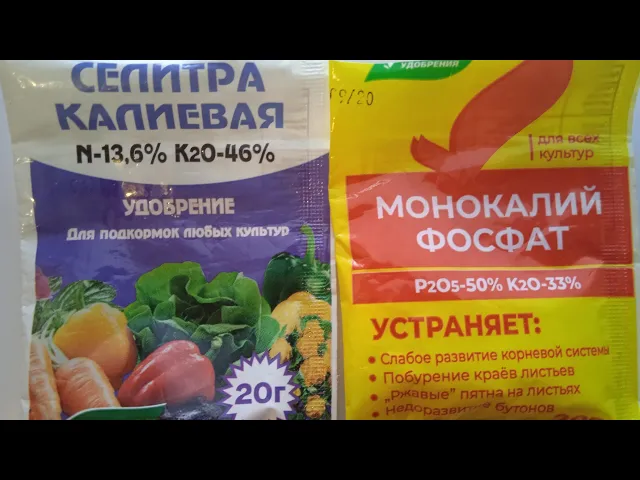 СЕЛИТРА
КАЛИЕВАЯ
N-13,6% K2O-46%
УДОБРЕНИЕ
Для подкормок любых культур
20г
УДОБРЕНИЯ
09/20
для всех
культур
МОНОКАЛИЙ
ФОСФАТ
P2O5-50% K2O-33%
УСТРАНЯЕТ:
• Слабое развитие корневой системы
• Побурение краёв листьев
• „ржавые" пятна на листьях
• недоразвитие бутонов